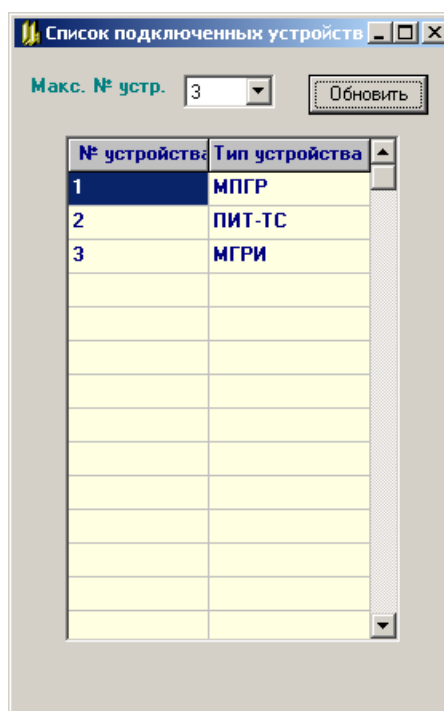 Список подключенных устройств
Макс. № устр. 3 Обновить
№ устройства Тип устройства
1 МПГР
2 ПИТ-ТС
3 МГРИ